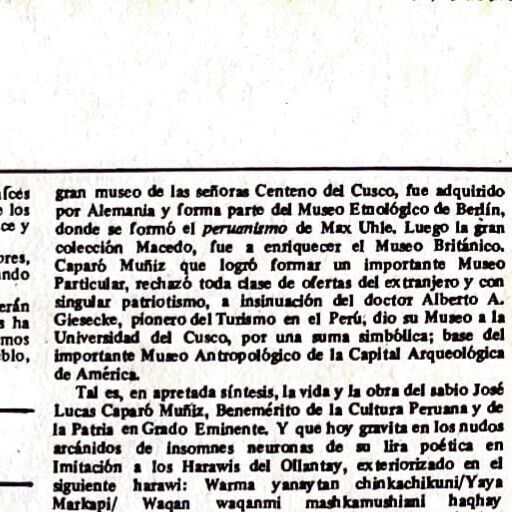 fces
los
ce y
ores,
ando
erán
s ha
mos
blo,
gran museo de las señoras Centeno del Cusco, fue adquirido
por Alemania y forma parte del Museo Etnológico de Berlín,
donde se formó el peruanismo de Max Uhle. Luego la gran
colección Macedo, fue a enriquecer el Museo Británico.
Caparó Muñiz que logró formar un importante Museo
Particular, rechazó toda clase de ofertas del extranjero y con
singular patriotismo, a insinuación del doctor Alberto A.
Giesecke, pionero del Turismo en el Perú, dio su Museo a la
Universidad del Cusco, por una suma simbólica; base del
importante Museo Antropológico de la Capital Arqueológica
de América.
Tal es, en apretada síntesis, la vida y la obra del sabio José
Lucas Caparó Muñiz, Benemérito de la Cultura Peruana y de
la Patria en Grado Eminente. Y que hoy gravita en los nudos
arcánidos de insomnes neuronas de su lira poética en
Imitación a los Harawis del Ollantay, exteriorizado en el
siguiente harawi: Warma yanaytan chinkachikuni/Yaya
Markapi/ Waqan waqanmi mashkamushiani haqhay